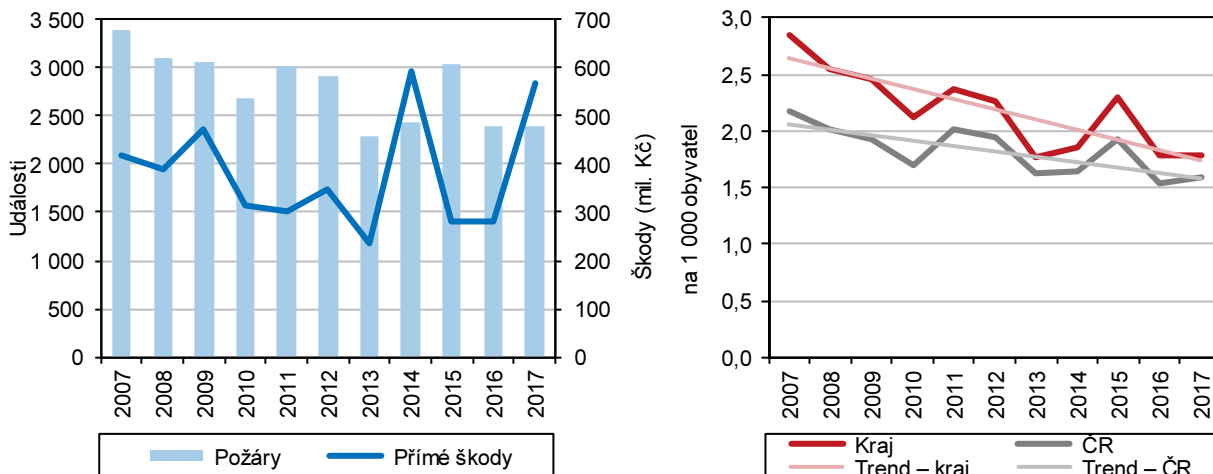 3 500
3 000
2 500
2 000
1 500
1 000
500
0
Události
700
600
500
400
300
200
100
0
Škody (mil. Kč)
2007 2008 2009 2010 2011 2012 2013 2014 2015 2016 2017
Požáry Přímé škody
3,0
2,5
2,0
1,5
1,0
0,5
0,0
na 1 000 obyvatel
2007 2008 2009 2010 2011 2012 2013 2014 2015 2016 2017
Kraj ČR
Trend – kraj Trend – ČR